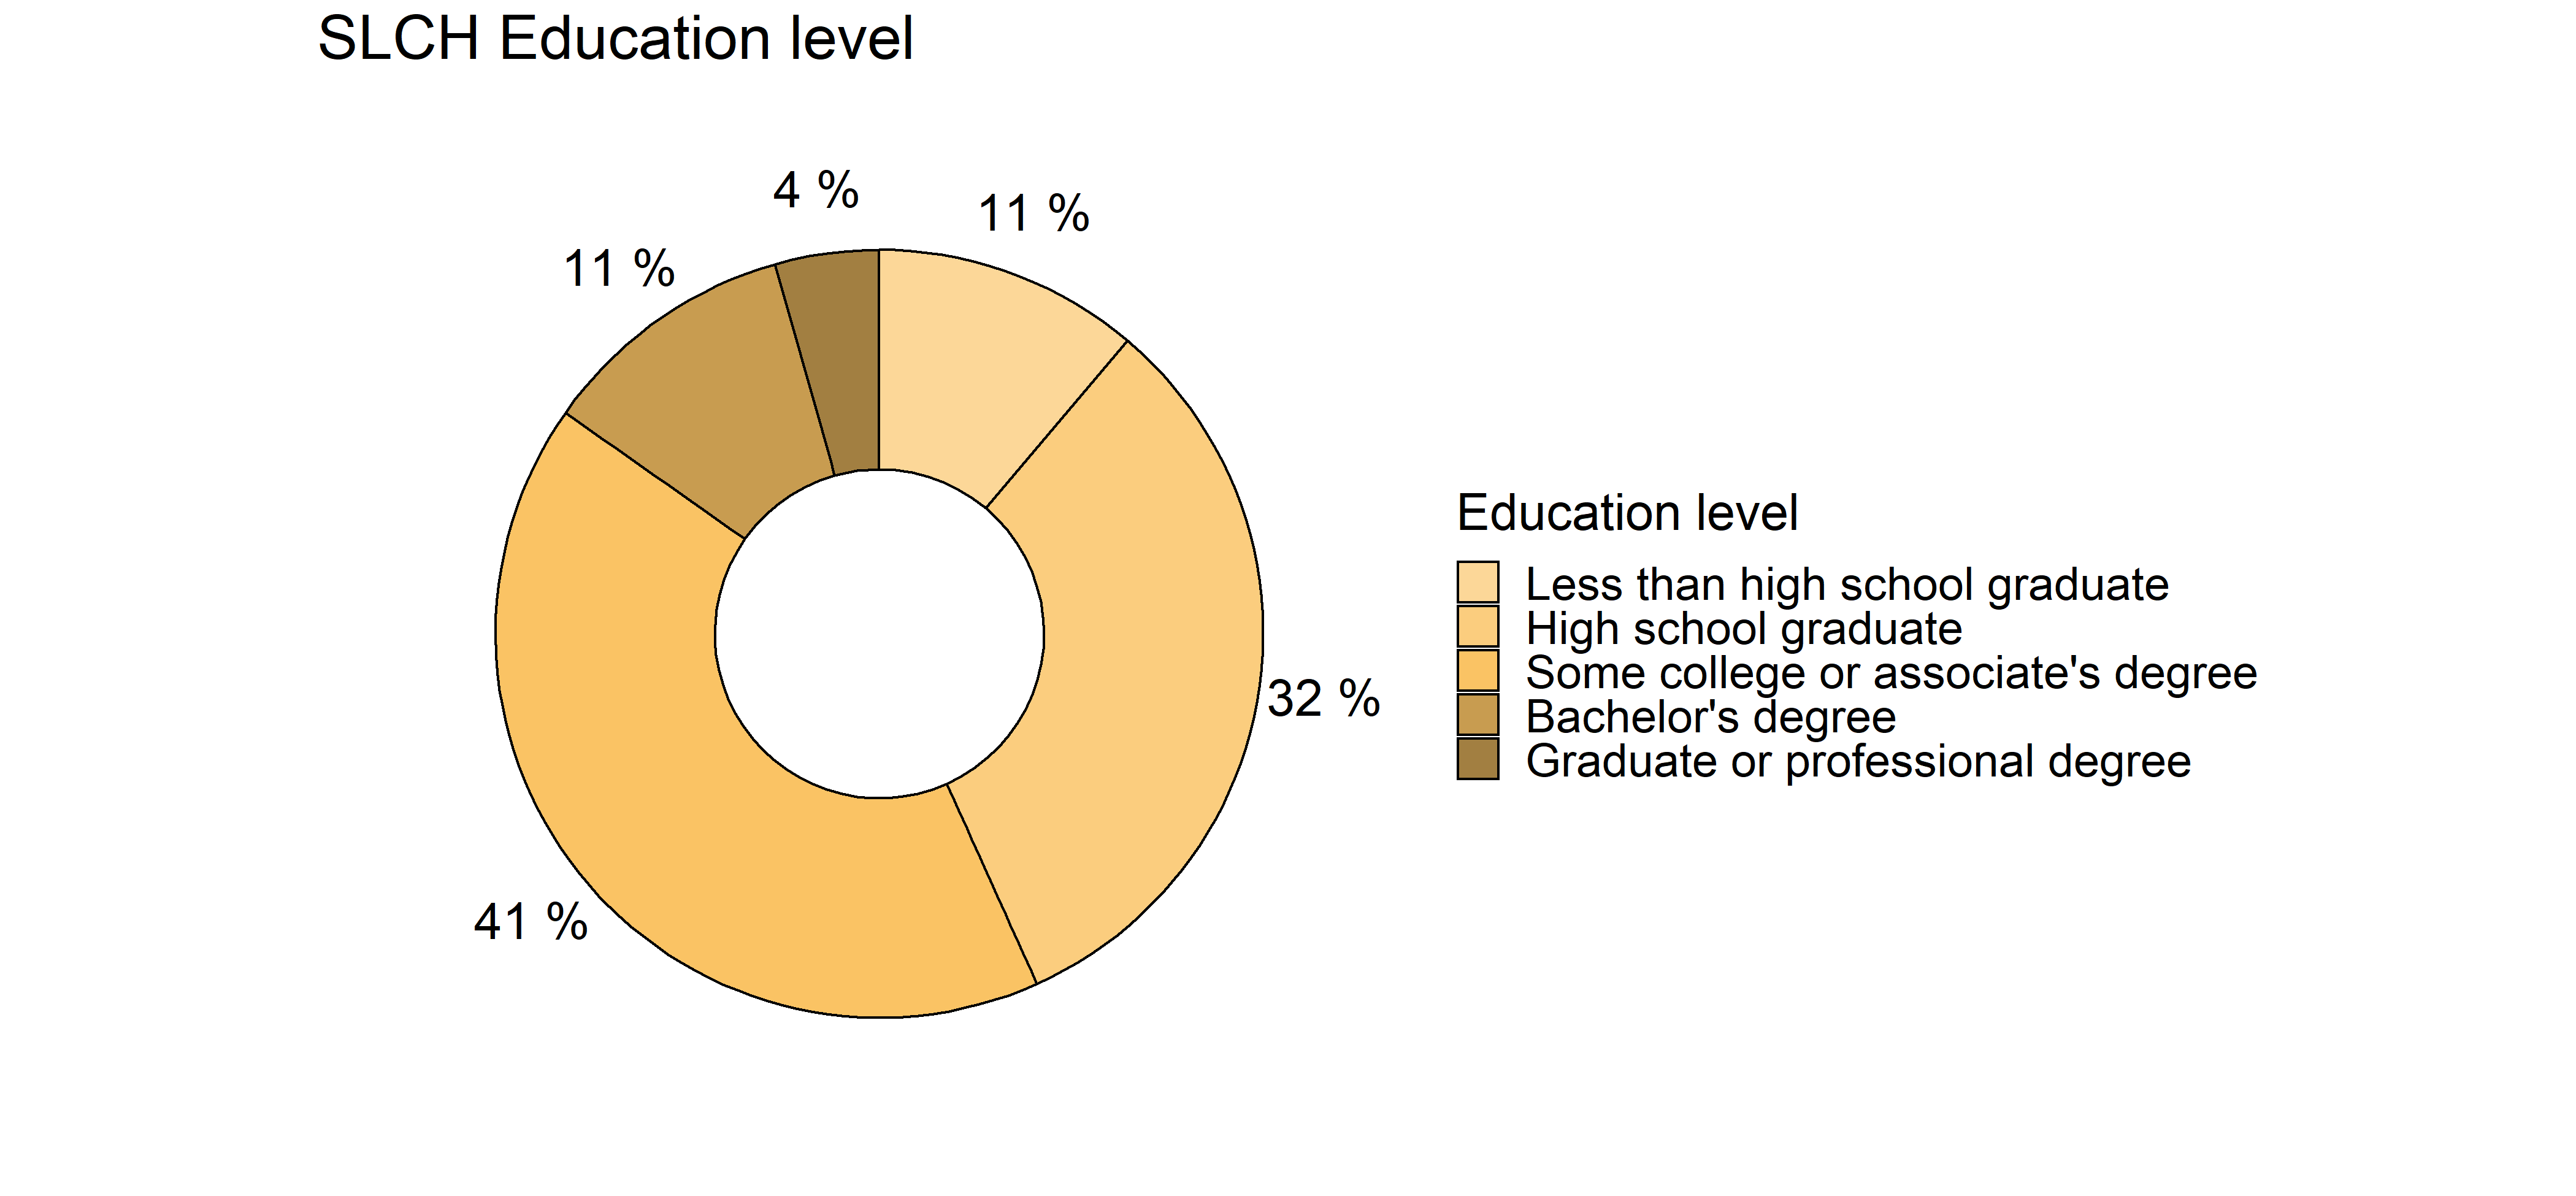 SLCH Education level
4 %
11 %
11 %
32 %
41 %
Education level
Less than high school graduate
High school graduate
Some college or associate's degree
Bachelor's degree
Graduate or professional degree